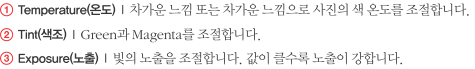 ① Temperature(온도) | 차가운 느낌 또는 차가운 느낌으로 사진의 색 온도를 조절합니다.
② Tint(색조) | Green과 Magenta를 조절합니다.
③ Exposure(노출) | 빛의 노출을 조절합니다. 값이 클수록 노출이 강합니다.